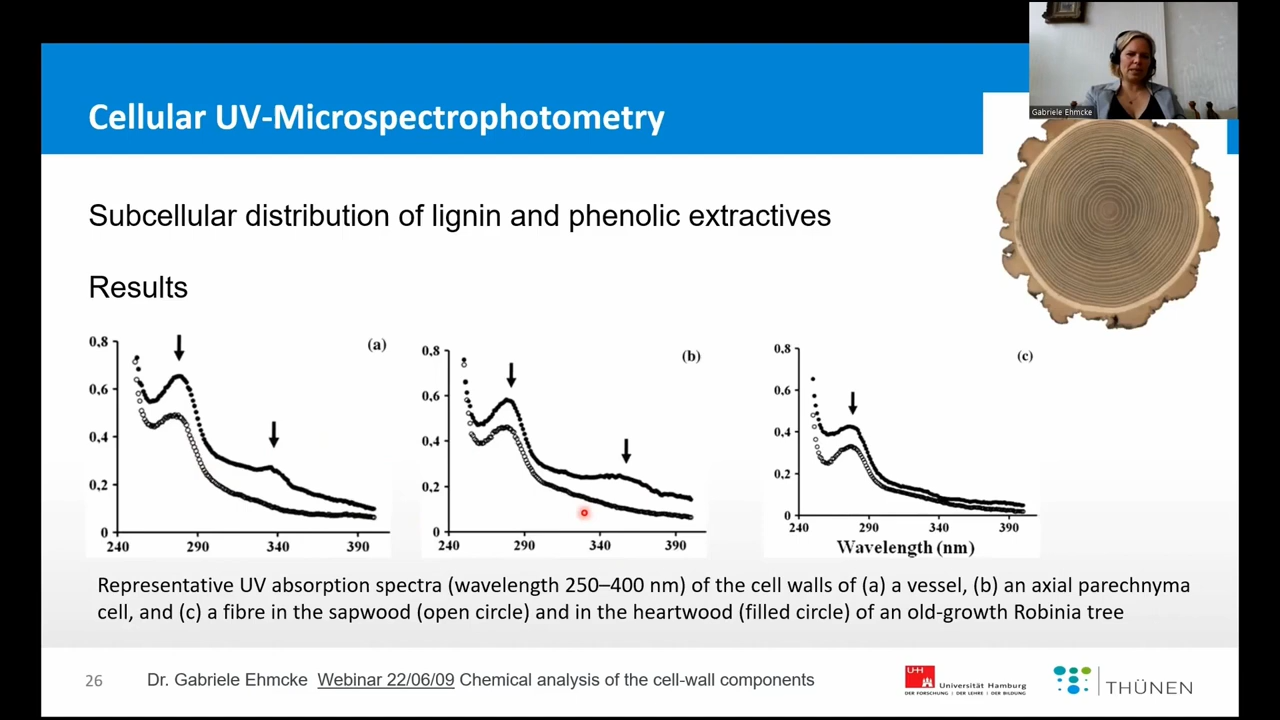 Gabriele Ehmcke
Cellular UV-Microspectrophotometry
Subcellular distribution of lignin and phenolic extractives
Results
(a)
0,8
0,6
0,4
0,2
0
240 290 340 390
(b)
0,8
0,6
0,4
0,2
0
240 290 340 390
(c)
0,8
0,6
0,4
0,2
0
240 290 340 390
Wavelength (nm)
Representative UV absorption spectra (wavelength 250–400 nm) of the cell walls of (a) a vessel, (b) an axial parechnyma
cell, and (c) a fibre in the sapwood (open circle) and in the heartwood (filled circle) of an old-growth Robinia tree
26
Dr. Gabriele Ehmcke Webinar 22/06/09 Chemical analysis of the cell-wall components
UH
Universität Hamburg
DER FORSCHUNG | DER LEHRE | DER BILDUNG
THÜNEN